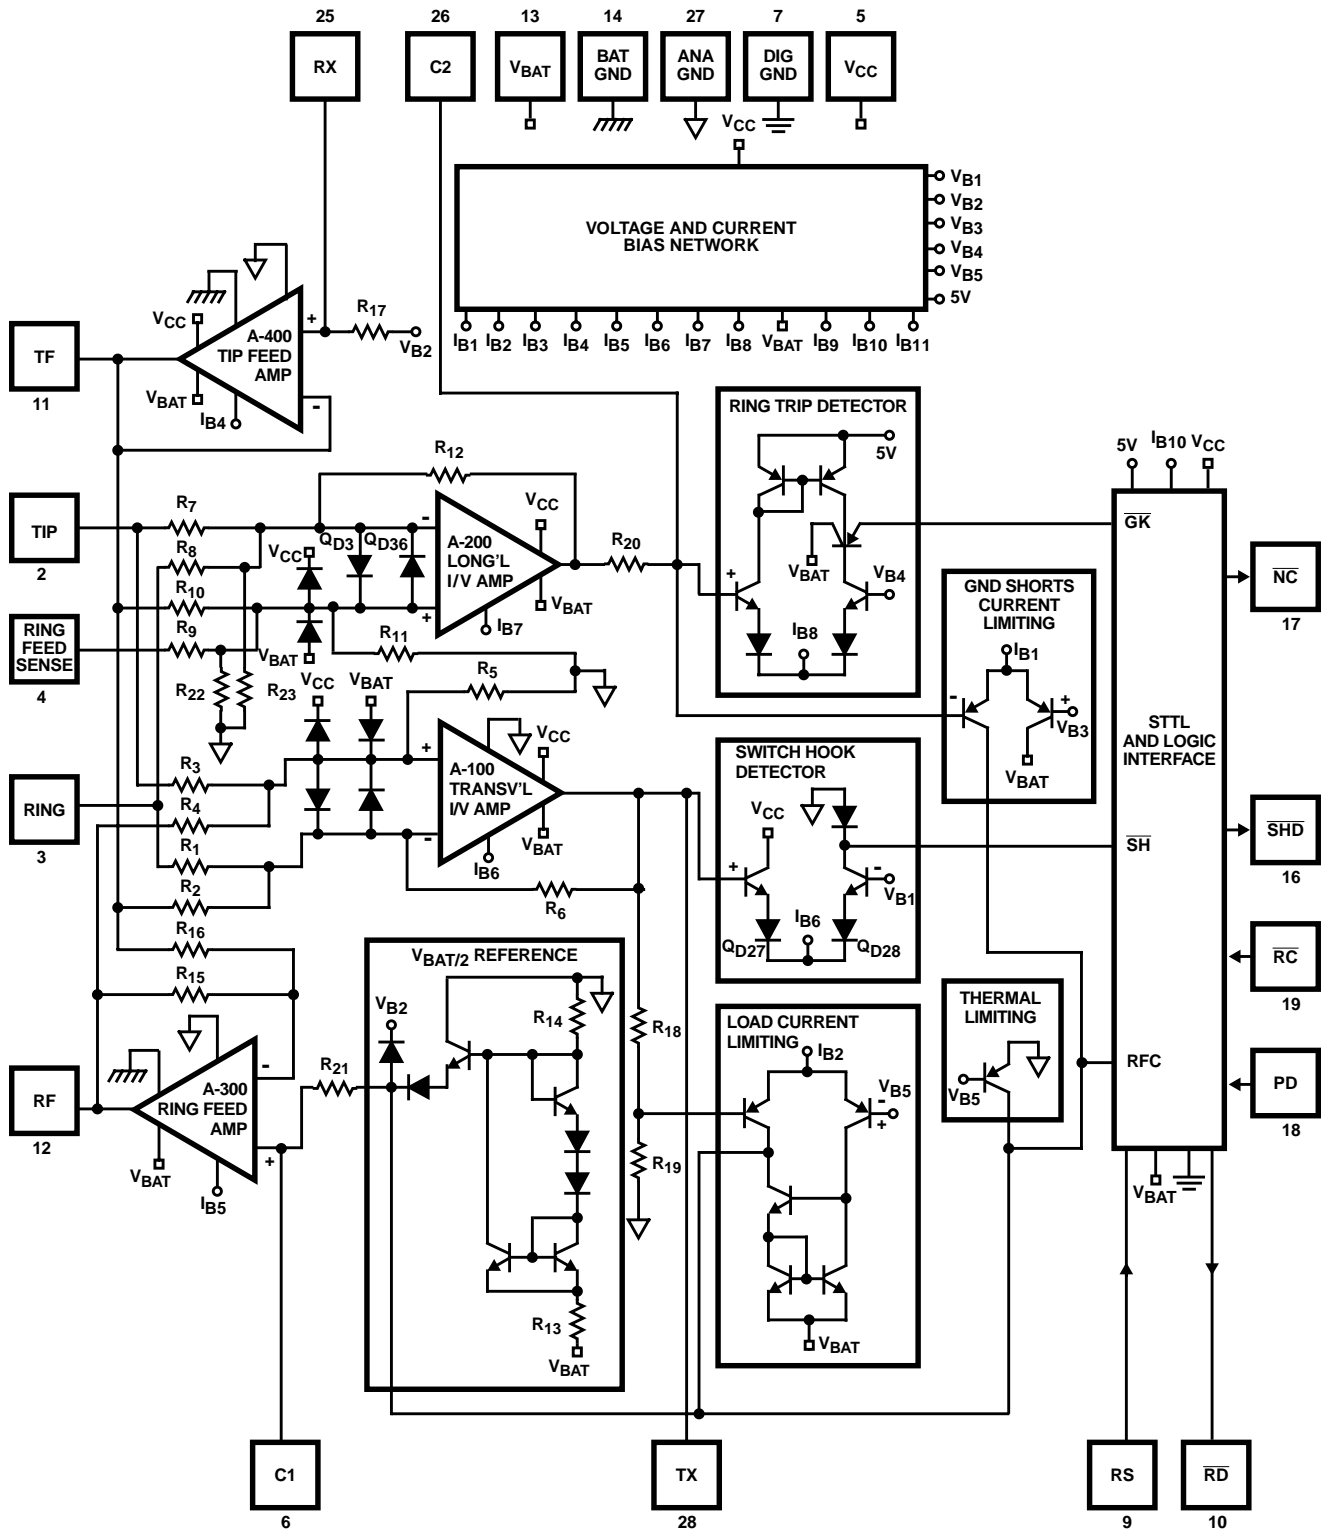 25
26
13
14
27
7
5
RX
C2
VBAT
BAT
GND
ANA
GND
DIG
GND
VCC
VCC
VOLTAGE AND CURRENT
BIAS NETWORK
VB1
VB2
VB3
VB4
VB5
5V
IB1
IB2
IB3
IB4
IB5
IB6
IB7
IB8
VBAT
IB9
IB10
IB11
TF
11
VCC
A-400
TIP FEED
AMP
+
-
VBAT
IB4
R17
VB2
RING TRIP DETECTOR
5V
VBAT
VB4
+
IB8
R12
TIP
2
R7
R8
R10
R9
VCC
QD3
QD36
-
A-200
LONG'L
I/V AMP
+
VCC
VBAT
IB7
R20
RING
FEED
SENSE
4
VBAT
R11
R22
R23
R5
VCC
VBAT
GND SHORTS
CURRENT
LIMITING
IB1
-
+
VB3
VBAT
5V
IB10
VCC
GK
STTL
AND LOGIC
INTERFACE
SH
RFC
VBAT
NC
17
SHD
16
RC
19
PD
18
RING
3
R3
R4
R1
R2
R16
R15
+
A-100
TRANSV'L
I/V AMP
-
VCC
VBAT
IB6
R6
SWITCH HOOK
DETECTOR
VCC
+
-
VB1
QD27
IB6
QD28
VBAT/2 REFERENCE
VB2
R14
R13
VBAT
R18
R19
LOAD CURRENT
LIMITING
IB2
-
VB5
+
VBAT
THERMAL
LIMITING
VB5
RF
12
A-300
RING FEED
AMP
-
+
VBAT
IB5
R21
C1
6
TX
28
RS
9
RD
10